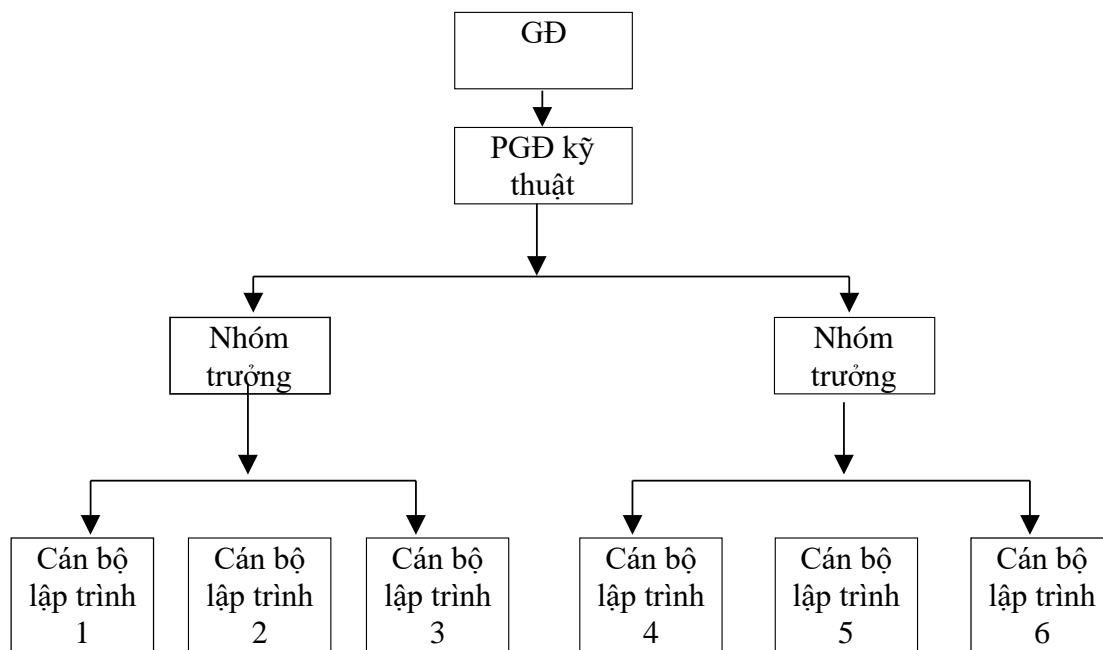 GĐ
PGĐ kỹ
thuật
Nhóm
trưởng
Nhóm
trưởng
Cán bộ
lập trình
1
Cán bộ
lập trình
2
Cán bộ
lập trình
3
Cán bộ
lập trình
4
Cán bộ
lập trình
5
Cán bộ
lập trình
6